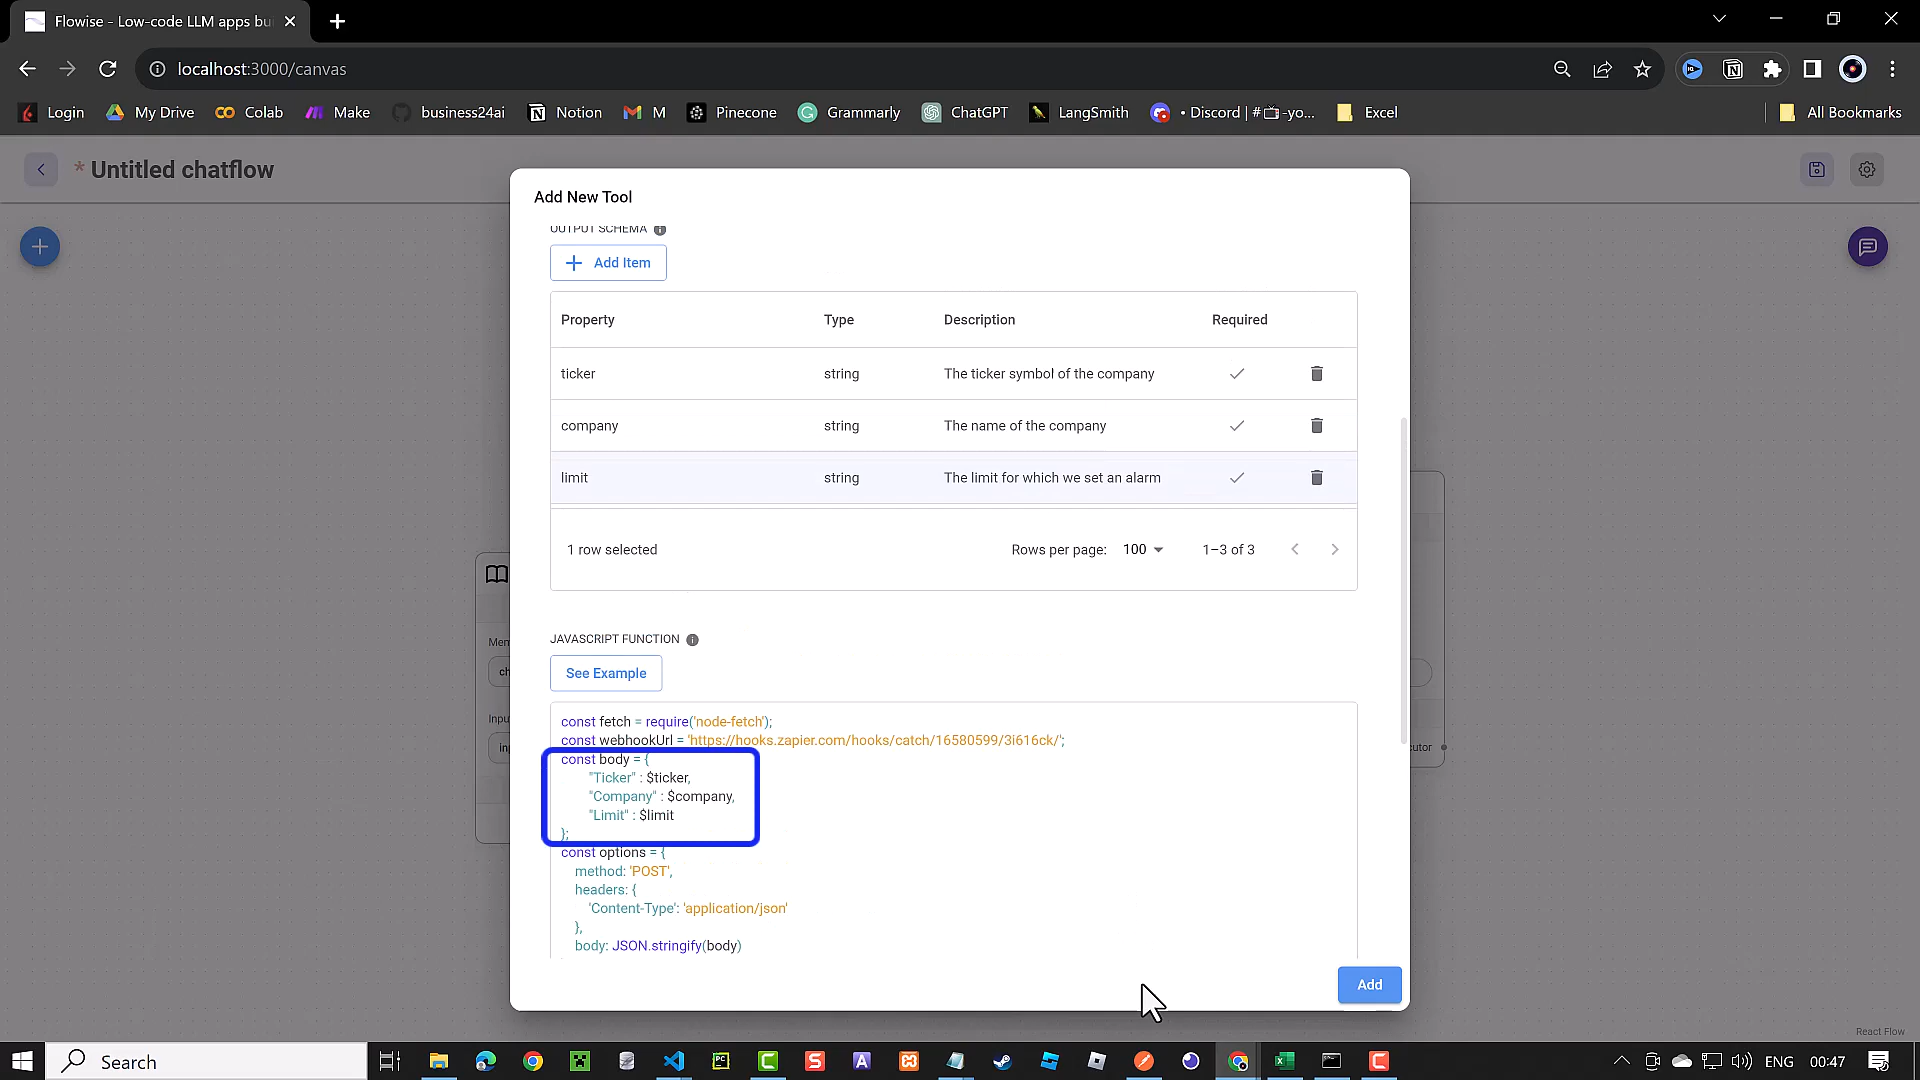 Flowise - Low-code LLM apps bui
localhost:3000/canvas
Login
My Drive
Colab
Make
business24ai
Notion
M
Pinecone
Grammarly
ChatGPT
LangSmith
• Discord | #📺-yo...
Excel
All Bookmarks
* Untitled chatflow
Add New Tool
OUTPUT SCHEMA
Add Item
Property Type Description Required
ticker string The ticker symbol of the company
company string The name of the company
limit string The limit for which we set an alarm
1 row selected Rows per page: 100 1–3 of 3
JAVASCRIPT FUNCTION
See Example
const fetch = require('node-fetch');
const webhookUrl = 'https://hooks.zapier.com/hooks/catch/16580599/3i616ck/';
const body = {
"Ticker" : $ticker,
"Company" : $company,
"Limit" : $limit
};
const options = {
method: 'POST',
headers: {
'Content-Type': 'application/json'
},
body: JSON.stringify(body)
Add
React Flow
Search
ENG
00:47